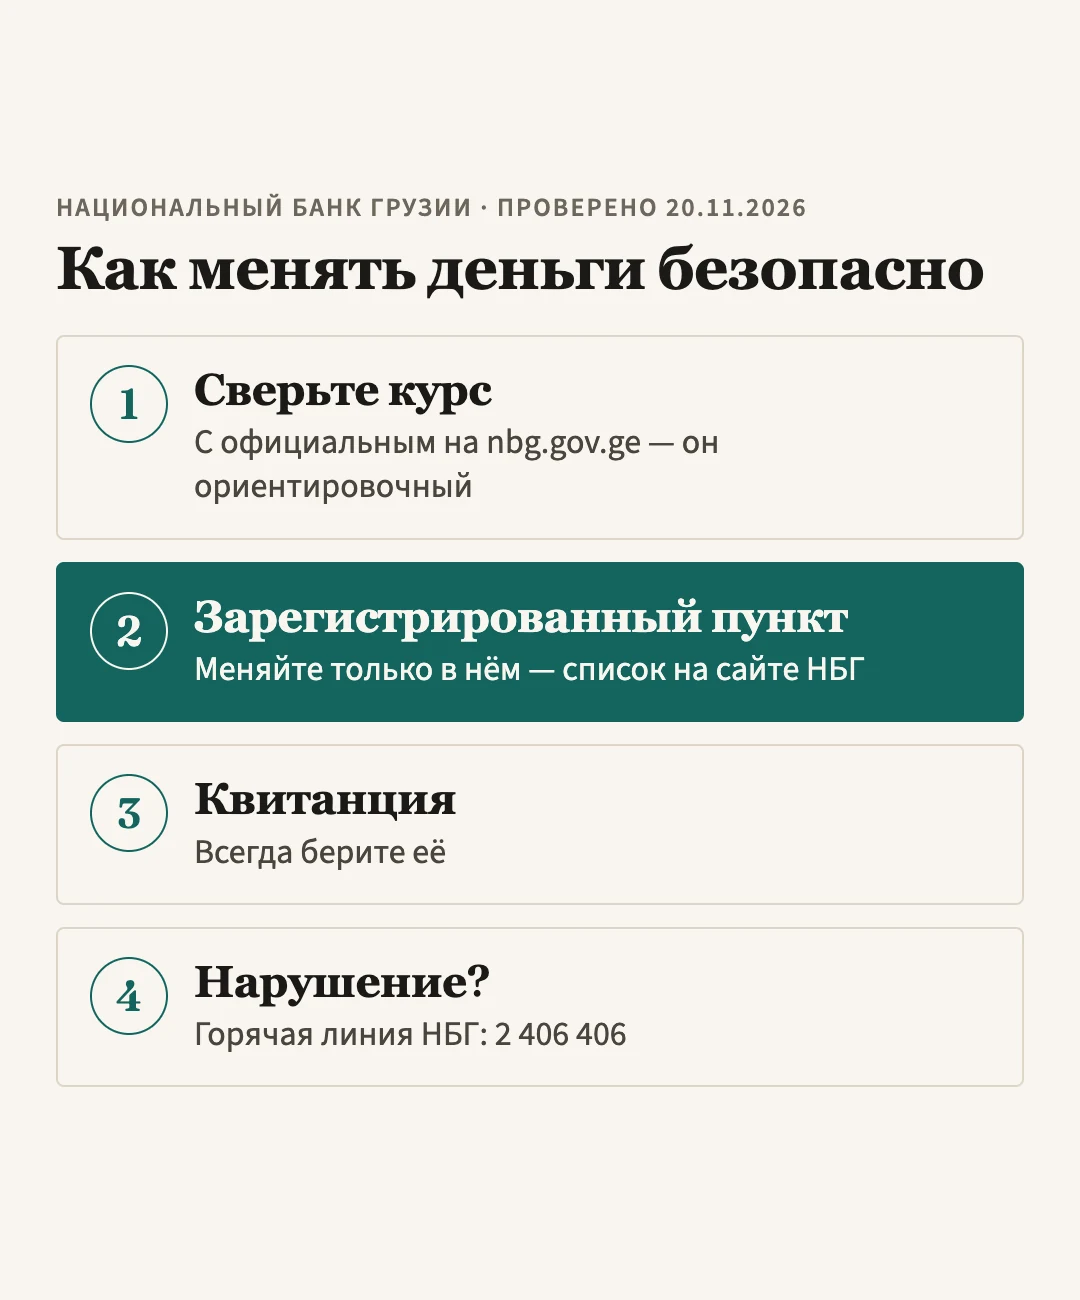 НАЦИОНАЛЬНЫЙ БАНК ГРУЗИИ · ПРОВЕРЕНО 20.11.2026
Как менять деньги безопасно
1
Сверьте курс
С официальным на nbg.gov.ge — он
ориентировочный
2
Зарегистрированный пункт
Меняйте только в нём — список на сайте НБГ
3
Квитанция
Всегда берите её
4
Нарушение?
Горячая линия НБГ: 2 406 406